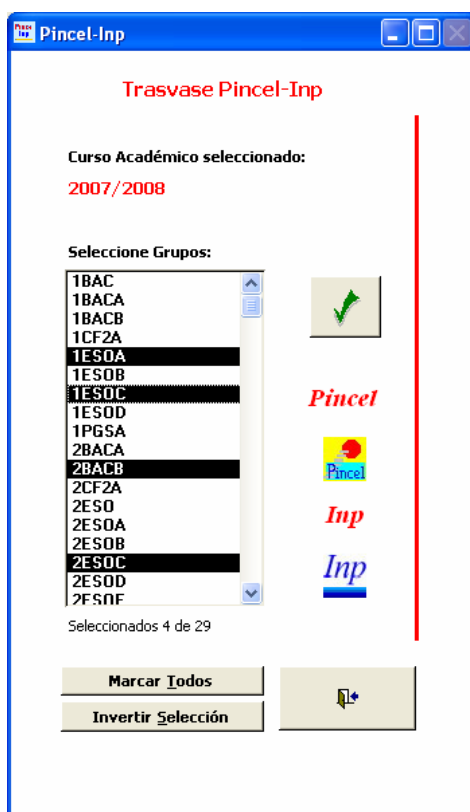 Pincel-Inp
Trasvase Pincel-Inp
Curso Académico seleccionado:
2007/2008
Seleccione Grupos:
1BAC
1BACA
1BACB
1CF2A
1ESOA
1ESOB
1ESOC
1ESOD
1PGSA
2BACA
2BACB
2CF2A
2ESO
2ESOA
2ESOB
2ESOC
2ESOD
2ESOE
Seleccionados 4 de 29
Pincel
Pincel
Inp
Inp
Marcar Todos
Invertir Selección